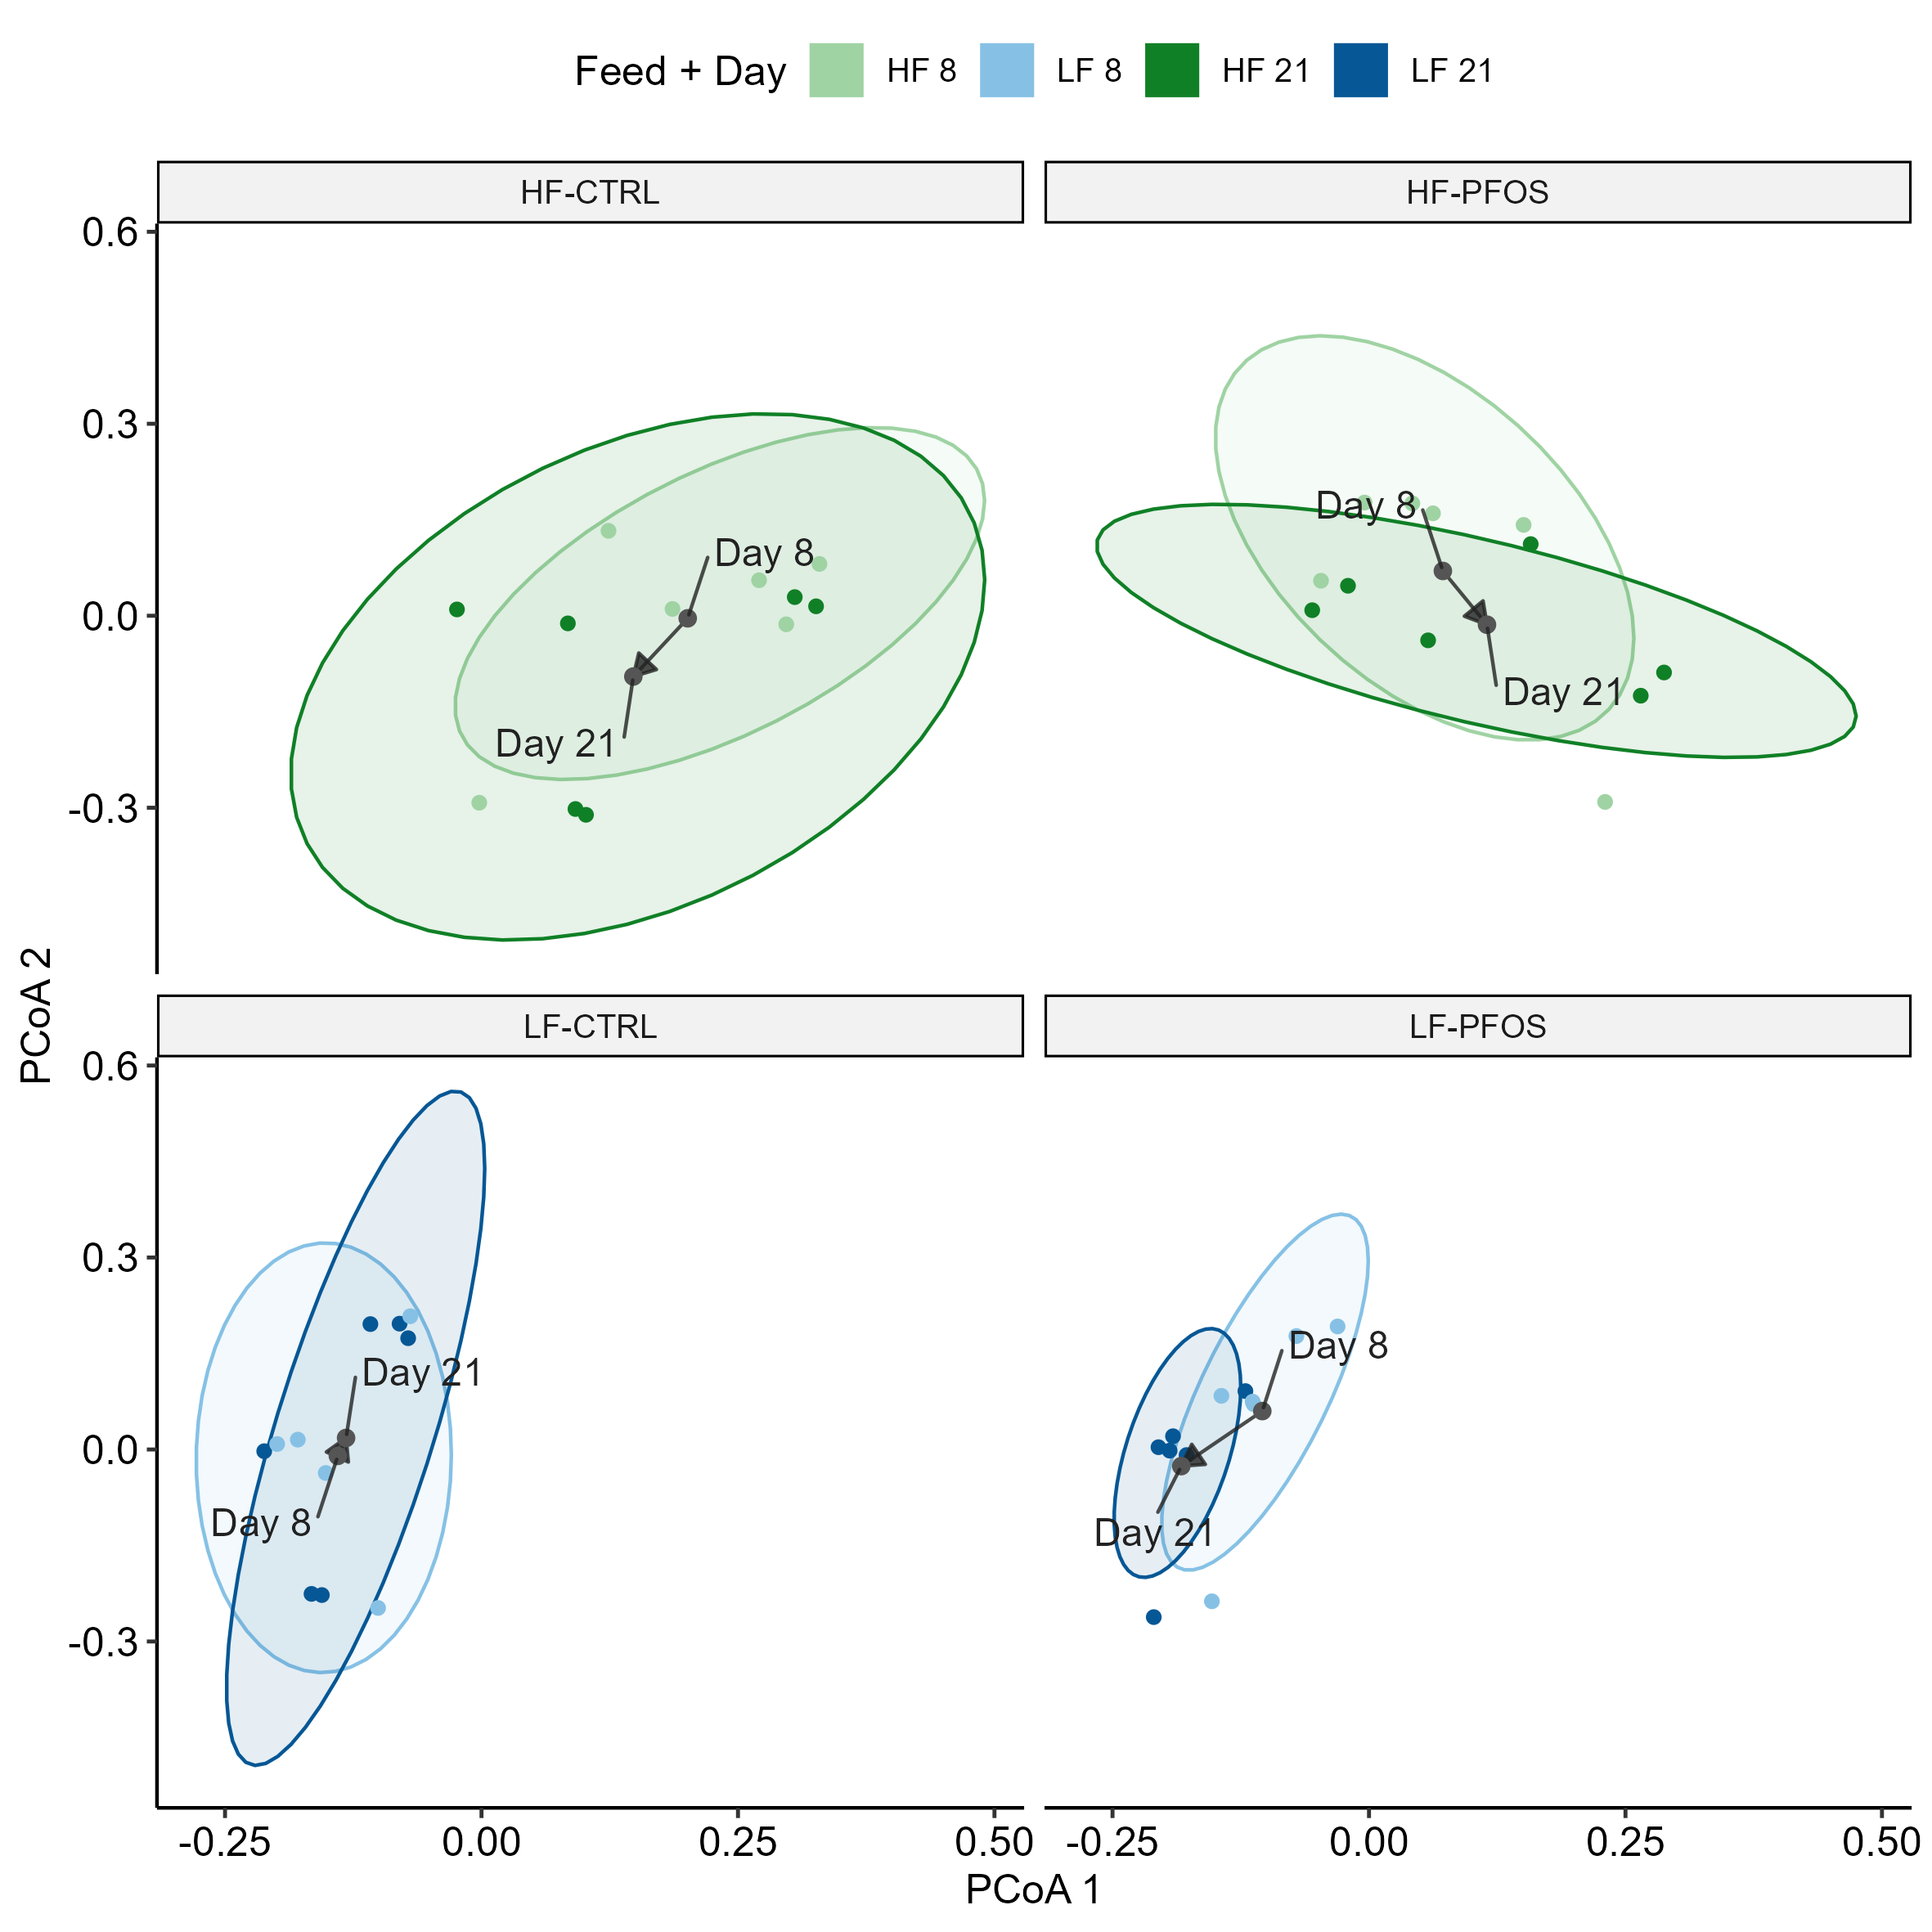 Feed + Day HF 8 LF 8 HF 21 LF 21
HF-CTRL HF-PFOS
0.6
0.3
0.0
-0.3
Day 8
Day 21
Day 8
Day 21
PCoA 2
LF-CTRL LF-PFOS
0.6
0.3
0.0
-0.3
Day 21
Day 8
Day 8
Day 21
-0.25 0.00 0.25 0.50 -0.25 0.00 0.25 0.50
PCoA 1